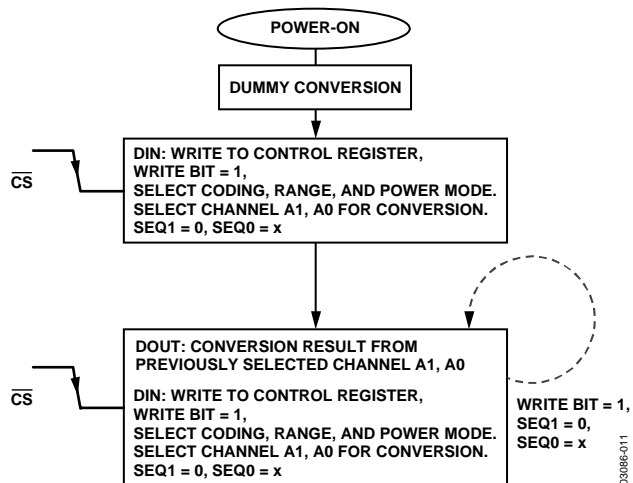 POWER-ON
DUMMY CONVERSION
CS
DIN: WRITE TO CONTROL REGISTER,
WRITE BIT = 1,
SELECT CODING, RANGE, AND POWER MODE.
SELECT CHANNEL A1, A0 FOR CONVERSION.
SEQ1 = 0, SEQ0 = x
DOUT: CONVERSION RESULT FROM
PREVIOUSLY SELECTED CHANNEL A1, A0
CS
DIN: WRITE TO CONTROL REGISTER,
WRITE BIT = 1,
SELECT CODING, RANGE, AND POWER MODE.
SELECT CHANNEL A1, A0 FOR CONVERSION.
SEQ1 = 0, SEQ0 = x
WRITE BIT = 1,
SEQ1 = 0,
SEQ0 = x
03086-011